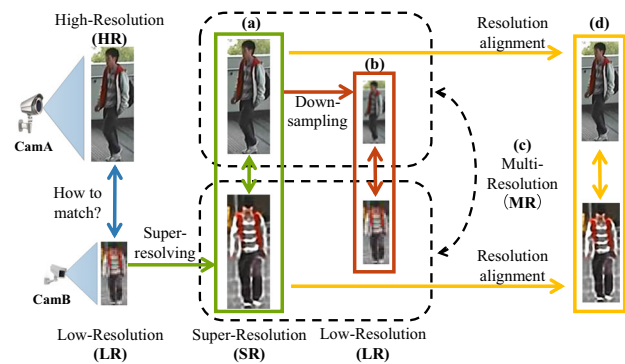 High-Resolution
(HR)
CamA
How to
match?
CamB
Low-Resolution
(LR)
Super-
resolving
(a)
Super-Resolution
(SR)
Down-
sampling
(b)
Low-Resolution
(LR)
Resolution
alignment
(c)
Multi-
Resolution
（MR）
Resolution
alignment
(d)